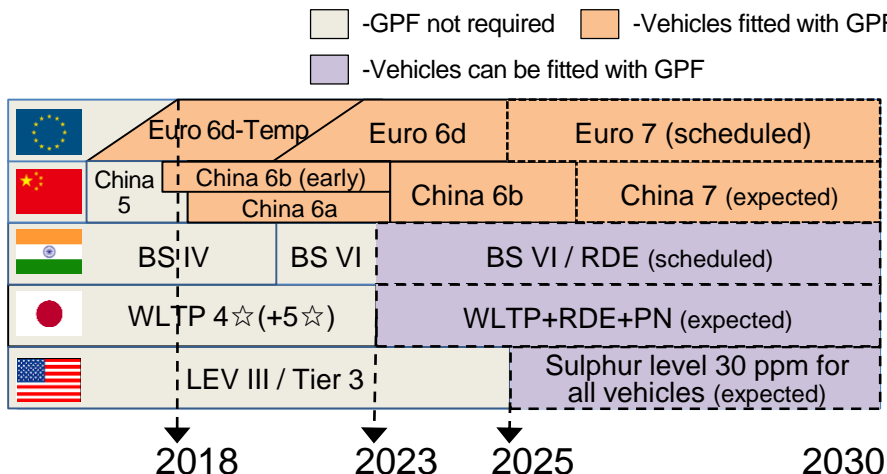 -GPF not required
-Vehicles fitted with GPF
-Vehicles can be fitted with GPF
Euro 6d-Temp
Euro 6d
Euro 7 (scheduled)
China
5
China 6b (early)
China 6a
China 6b
China 7 (expected)
BS IV
BS VI
BS VI / RDE (scheduled)
WLTP 4☆(+5☆)
WLTP+RDE+PN (expected)
LEV III / Tier 3
Sulphur level 30 ppm for
all vehicles (expected)
2018
2023
2025
2030